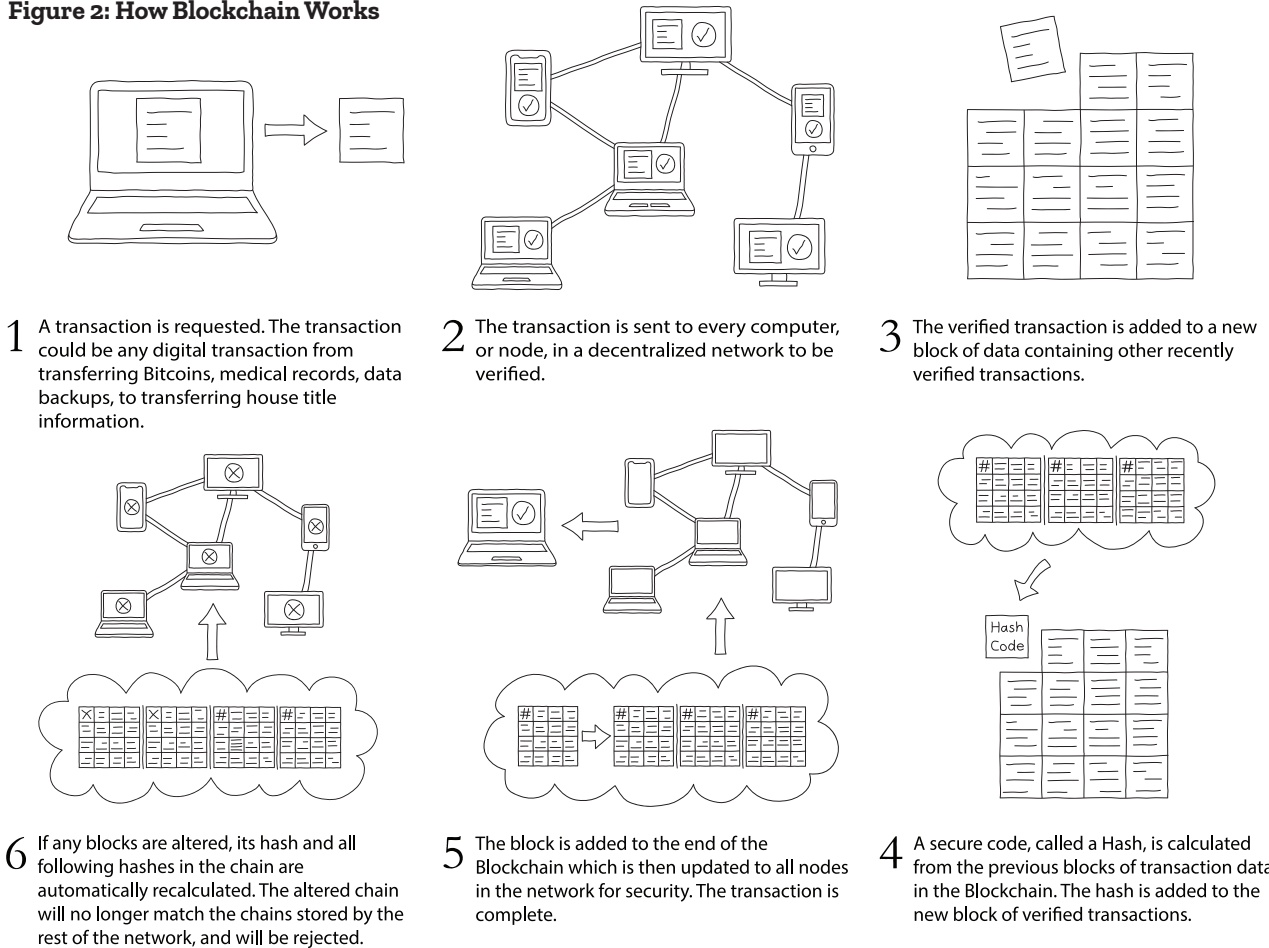 Figure 2: How Blockchain Works
1 A transaction is requested. The transaction
could be any digital transaction from
transferring Bitcoins, medical records, data
backups, to transferring house title
information.
2 The transaction is sent to every computer,
or node, in a decentralized network to be
verified.
3 The verified transaction is added to a new
block of data containing other recently
verified transactions.
# # #
Hash
Code
4 A secure code, called a Hash, is calculated
from the previous blocks of transaction data
in the Blockchain. The hash is added to the
new block of verified transactions.
# # # #
5 The block is added to the end of the
Blockchain which is then updated to all nodes
in the network for security. The transaction is
complete.
X X # #
6 If any blocks are altered, its hash and all
following hashes in the chain are
automatically recalculated. The altered chain
will no longer match the chains stored by the
rest of the network, and will be rejected.